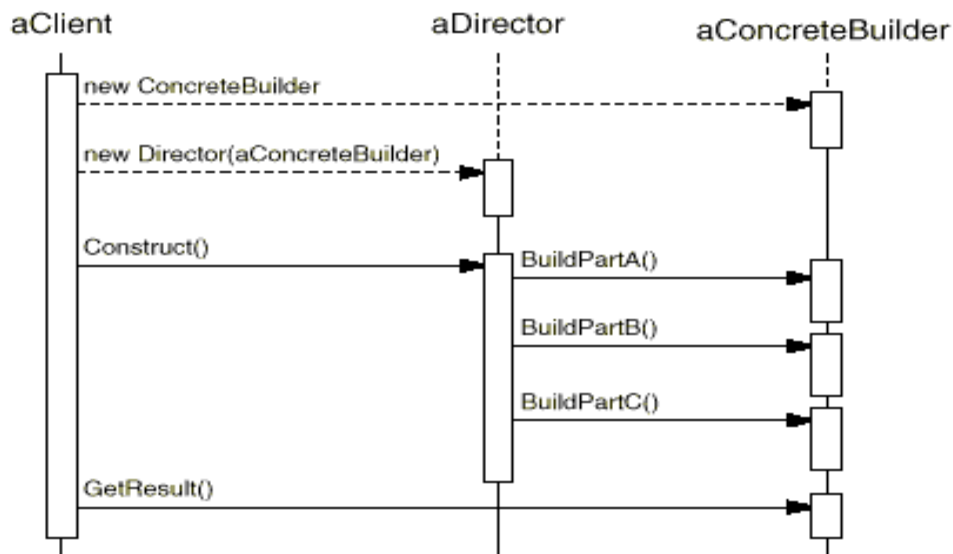 aClient
aDirector
aConcreteBuilder
new ConcreteBuilder
new Director(aConcreteBuilder)
Construct()
BuildPartA()
BuildPartB()
BuildPartC()
GetResult()